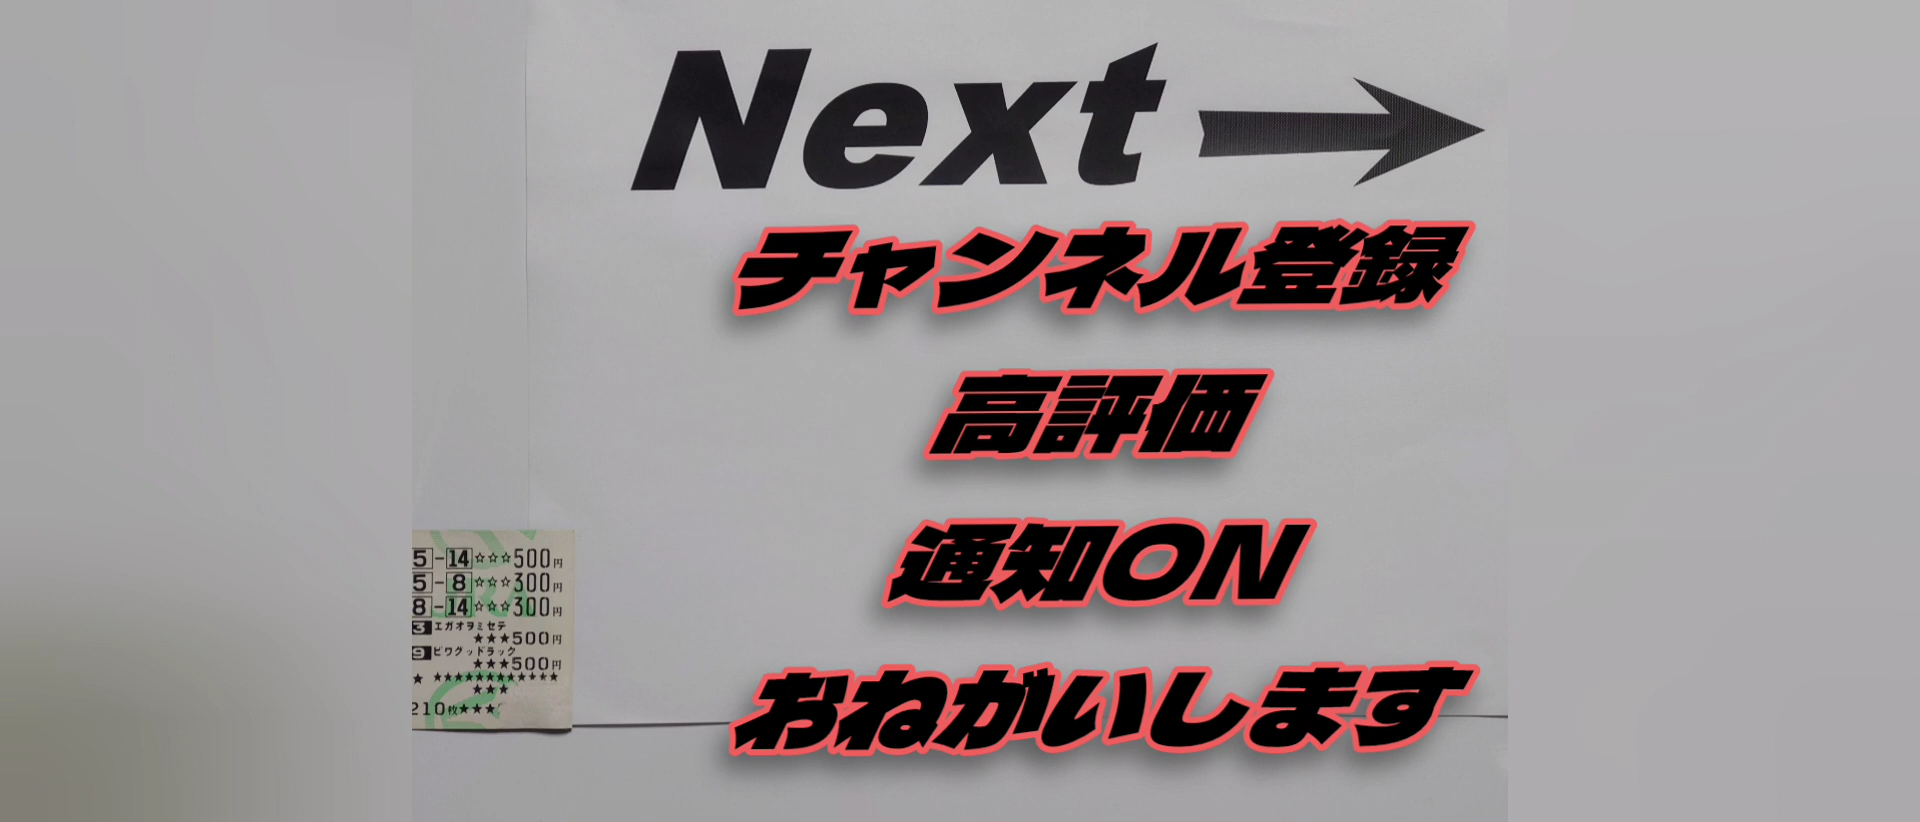 Next
チャンネル登録
高評価
通知ON
おねがいします
5-14☆☆☆500円
5-8☆☆☆300円
8-14☆☆☆300円
3エガオヲミセテ
★★★500円
9ビワグッドラック
★★★500円
★ ★★★★★★★★★★★★
★★★
210枚★★★